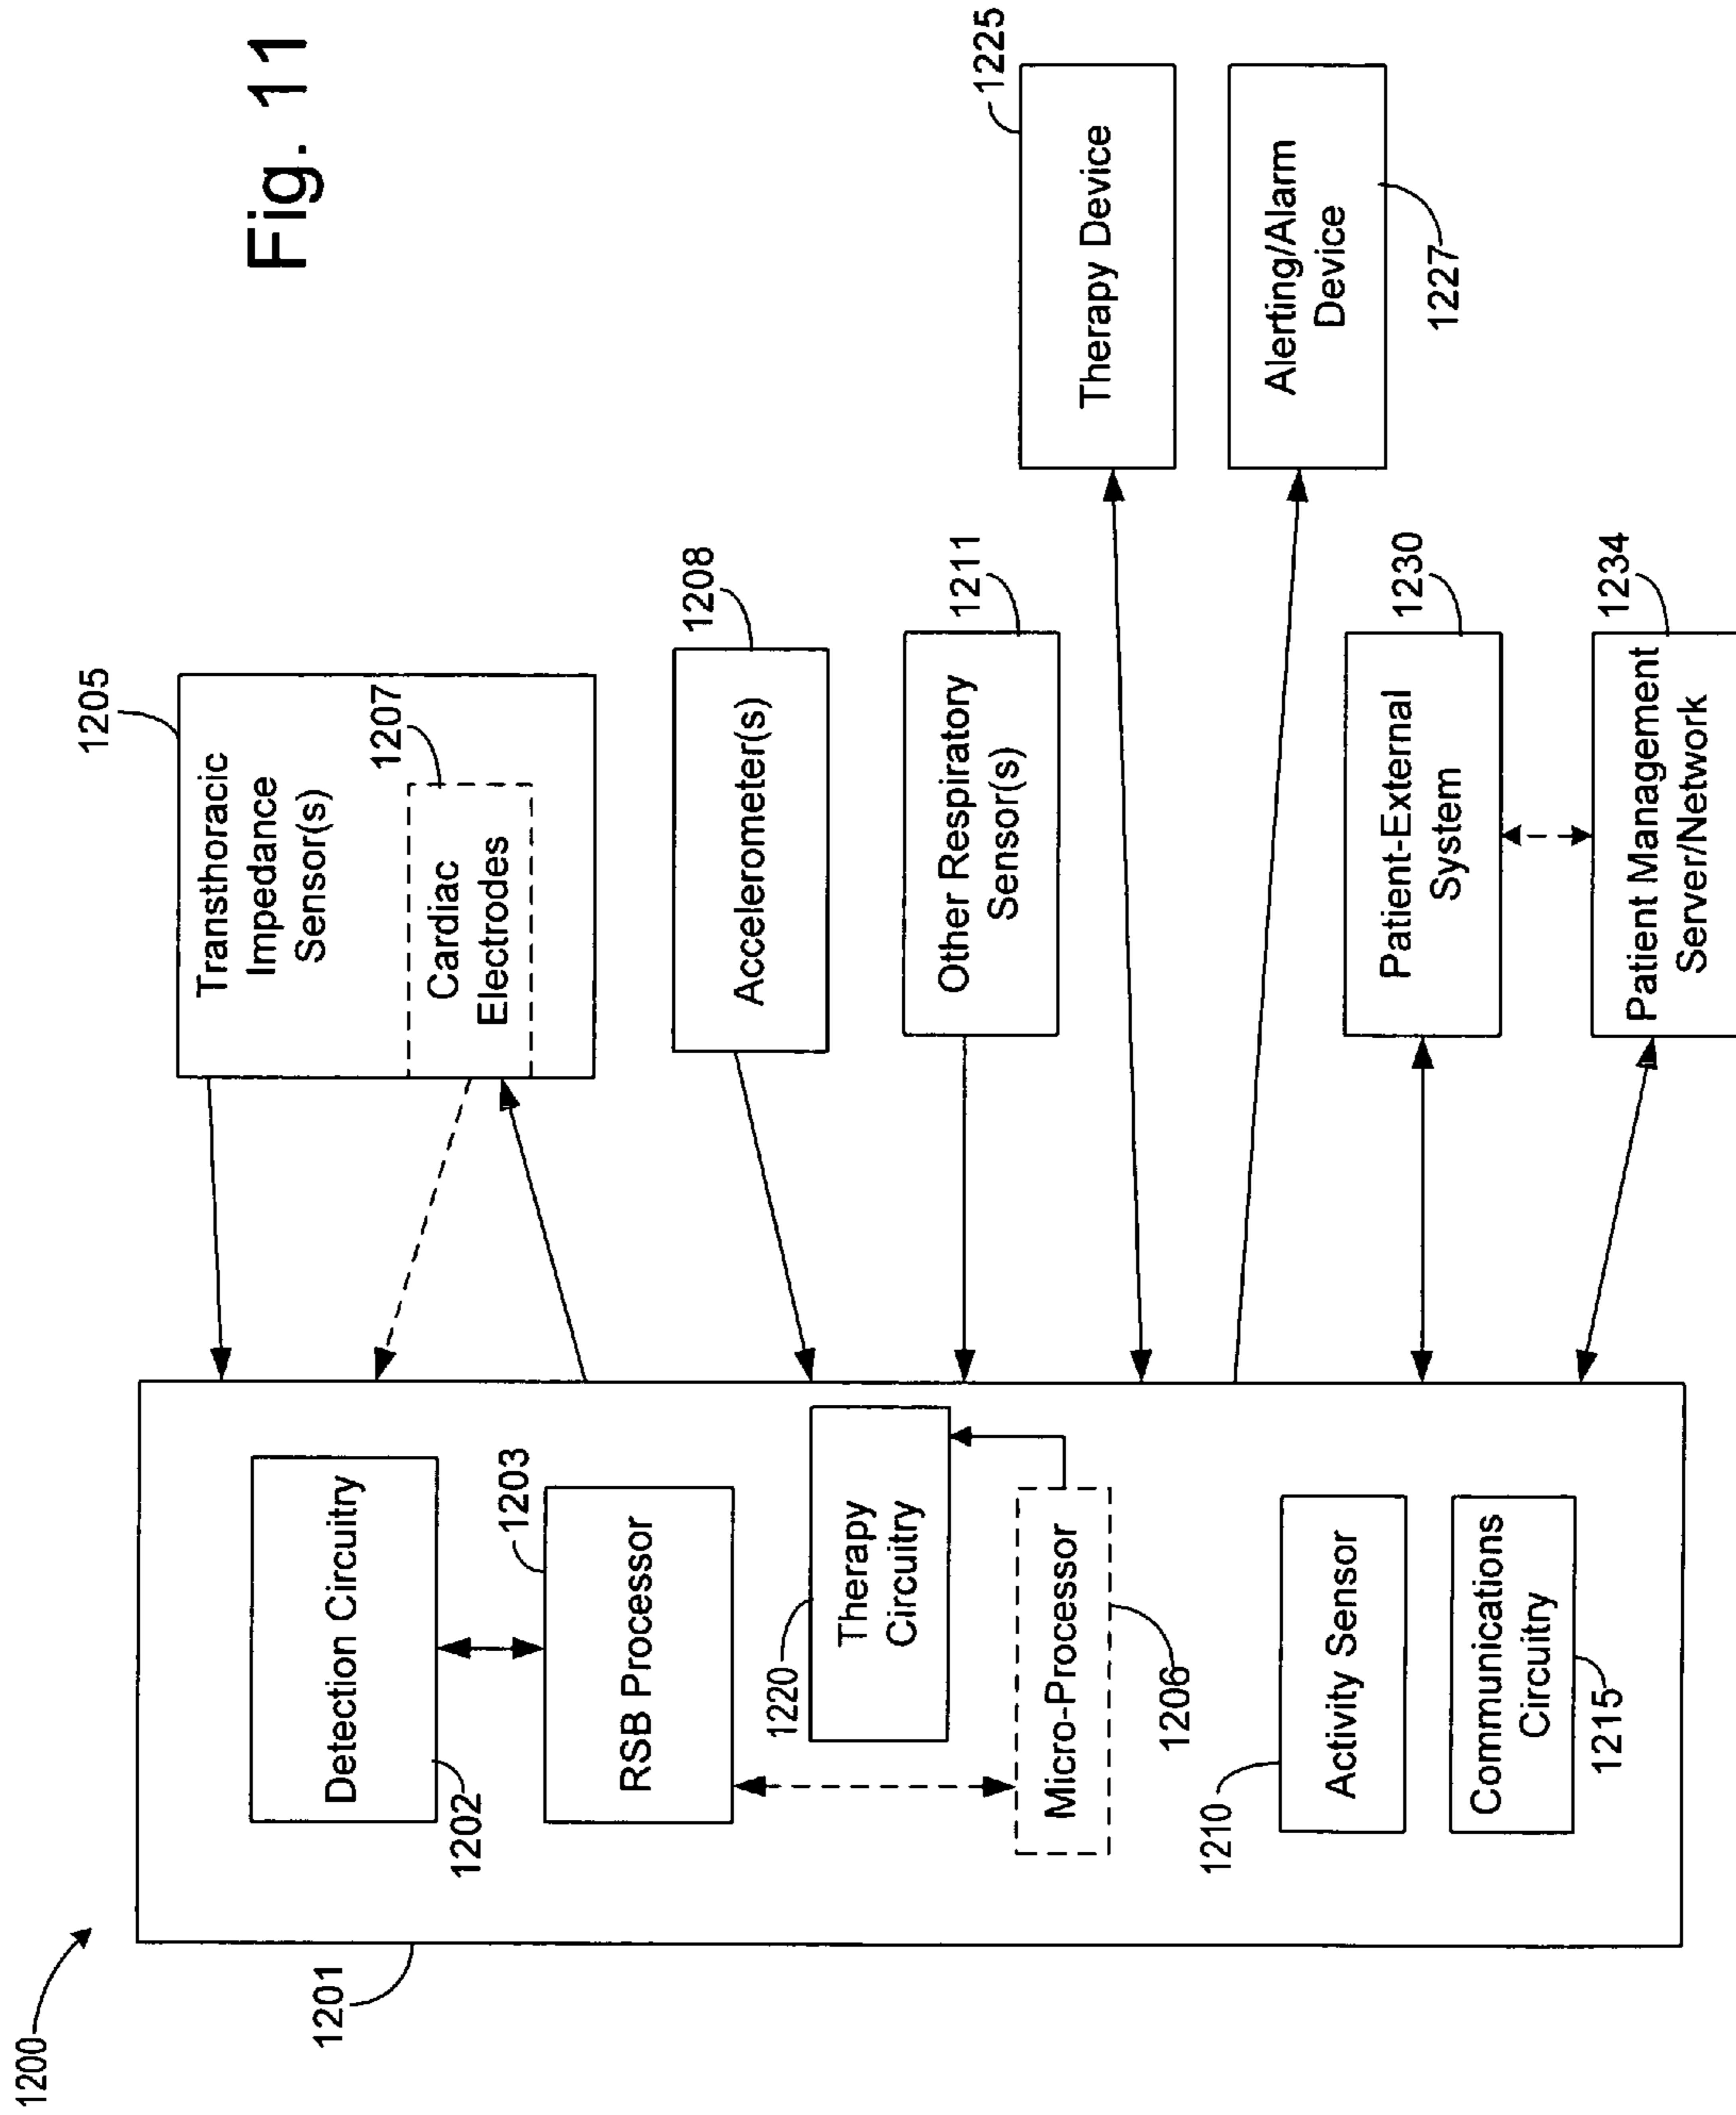 Fig. 11
1200
1201
Detection Circuitry
1202
1203
RSB Processor
1220
Therapy
Circuitry
Micro-Processor
1206
1210
Activity Sensor
Communications
Circuitry
1215
1205
Transthoracic
Impedance
Sensor(s)
1207
Cardiac
Electrodes
1208
Accelerometer(s)
1211
Other Respiratory
Sensor(s)
1225
Therapy Device
Alerting/Alarm
Device
1227
1230
Patient-External
System
1234
Patient Management
Server/Network